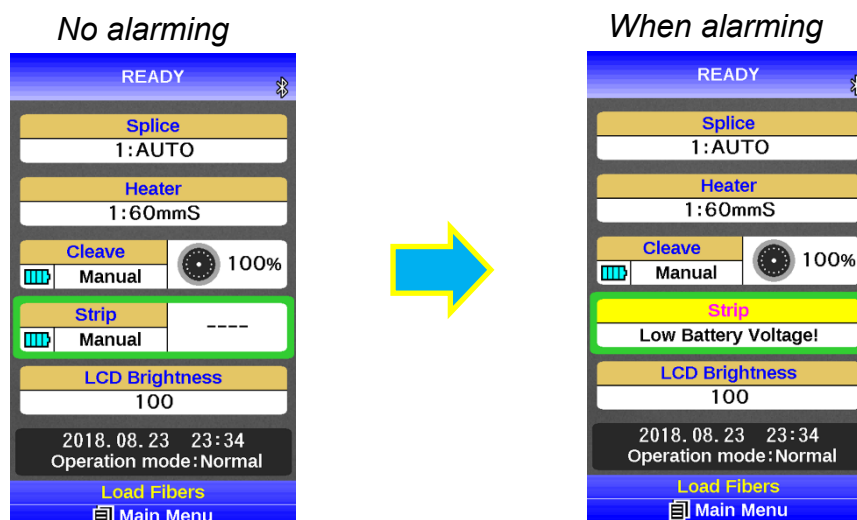 No alarming
READY
Splice
1:AUTO
Heater
1:60mmS
Cleave
Manual
100%
Strip
Manual
----
LCD Brightness
100
2018.08.23 23:34
Operation mode:Normal
Load Fibers
Main Menu
When alarming
READY
Splice
1:AUTO
Heater
1:60mmS
Cleave
Manual
100%
Strip
Low Battery Voltage!
LCD Brightness
100
2018.08.23 23:34
Operation mode:Normal
Load Fibers
Main Menu